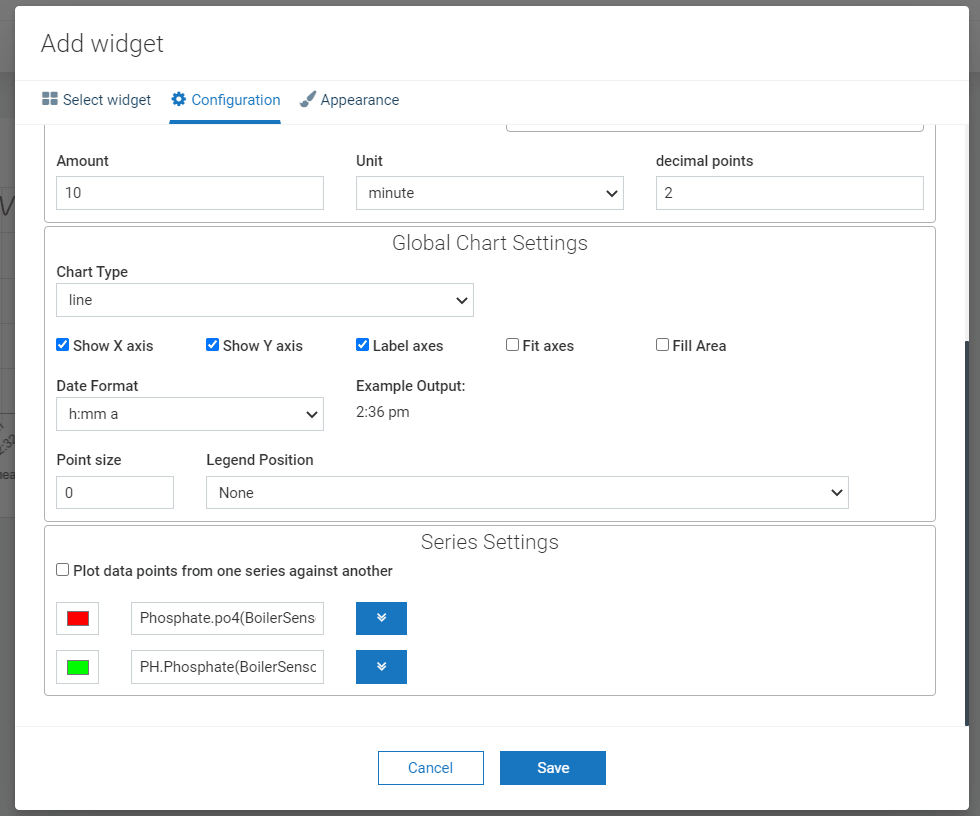 Add widget
Select widget Configuration Appearance
Amount Unit decimal points
10 minute 2
Global Chart Settings
Chart Type
line
Show X axis Show Y axis Label axes Fit axes Fill Area
Date Format Example Output:
h:mm a 2:36 pm
Point size Legend Position
0 None
Series Settings
Plot data points from one series against another
Phosphate.po4(BoilerSens
PH.Phosphate(BoilerSenso
Cancel Save